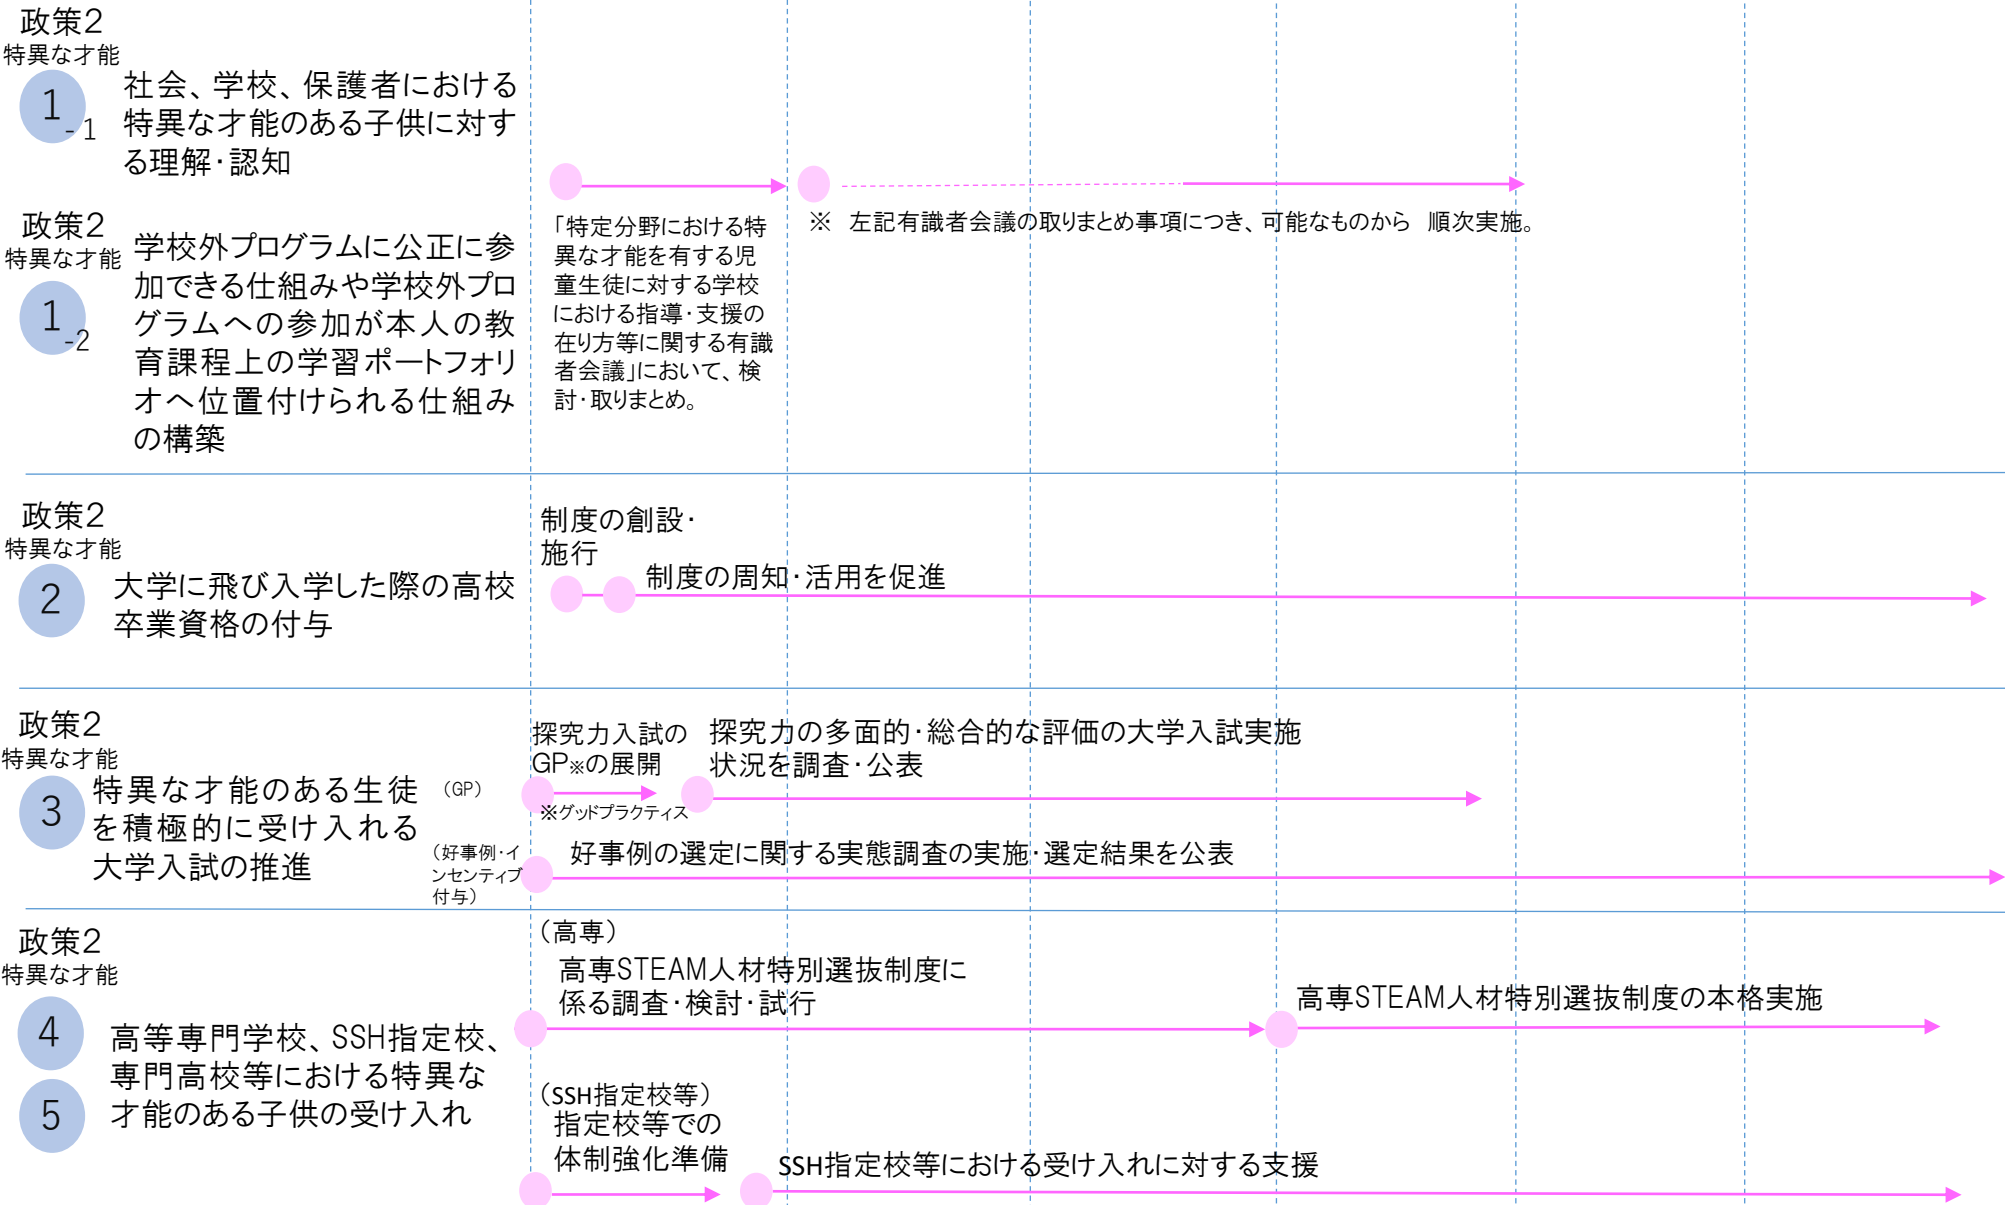 政策2
特異な才能
1
-1
社会、学校、保護者における
特異な才能のある子供に対す
る理解・認知
政策2
特異な才能
1
-2
学校外プログラムに公正に参
加できる仕組みや学校外プロ
グラムへの参加が本人の教
育課程上の学習ポートフォリ
オへ位置付けられる仕組み
の構築
「特定分野における特
異な才能を有する児
童生徒に対する学校
における指導・支援の
在り方等に関する有識
者会議」において、検
討・取りまとめ。
※　左記有識者会議の取りまとめ事項につき、可能なものから　順次実施。
政策2
特異な才能
2
大学に飛び入学した際の高校
卒業資格の付与
制度の創設・
施行
制度の周知・活用を促進
政策2
特異な才能
3
特異な才能のある生徒
を積極的に受け入れる
大学入試の推進
（GP）
探究力入試の
GP※の展開
※グッドプラクティス
探究力の多面的・総合的な評価の大学入試実施
状況を調査・公表
（好事例・イ
ンセンティブ
付与）
好事例の選定に関する実態調査の実施・選定結果を公表
政策2
特異な才能
4
5
高等専門学校、SSH指定校、
専門高校等における特異な
才能のある子供の受け入れ
（高専）
高専STEAM人材特別選抜制度に
係る調査・検討・試行
高専STEAM人材特別選抜制度の本格実施
（SSH指定校等）
指定校等での
体制強化準備
SSH指定校等における受け入れに対する支援